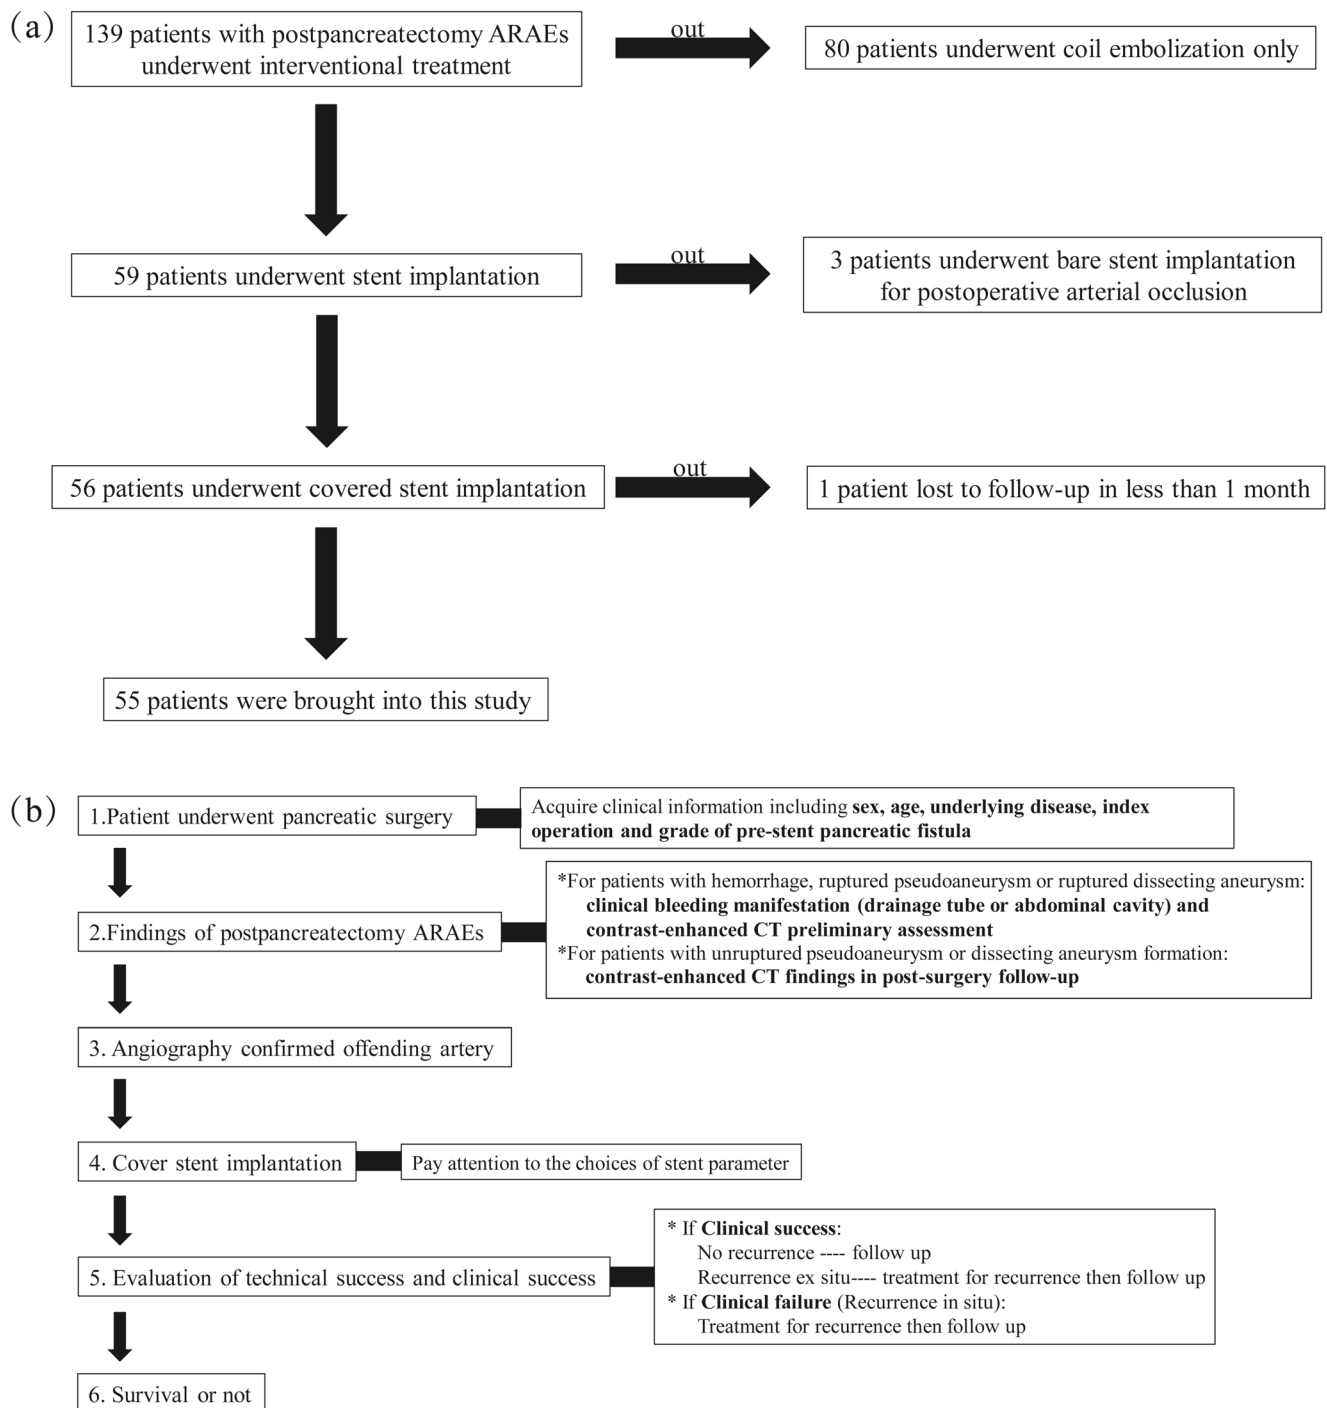 (a)
139 patients with postpancreatectomy ARAEs
underwent interventional treatment
out
80 patients underwent coil embolization only
59 patients underwent stent implantation
out
3 patients underwent bare stent implantation
for postoperative arterial occlusion
56 patients underwent covered stent implantation
out
1 patient lost to follow-up in less than 1 month
55 patients were brought into this study
(b)
1.Patient underwent pancreatic surgery
Acquire clinical information including sex, age, underlying disease, index
operation and grade of pre-stent pancreatic fistula
2.Findings of postpancreatectomy ARAEs
*For patients with hemorrhage, ruptured pseudoaneurysm or ruptured dissecting aneurysm:
clinical bleeding manifestation (drainage tube or abdominal cavity) and
contrast-enhanced CT preliminary assessment
*For patients with unruptured pseudoaneurysm or dissecting aneurysm formation:
contrast-enhanced CT findings in post-surgery follow-up
3. Angiography confirmed offending artery
4. Cover stent implantation
Pay attention to the choices of stent parameter
5. Evaluation of technical success and clinical success
* If Clinical success:
No recurrence ---- follow up
Recurrence ex situ---- treatment for recurrence then follow up
* If Clinical failure (Recurrence in situ):
Treatment for recurrence then follow up
6. Survival or not